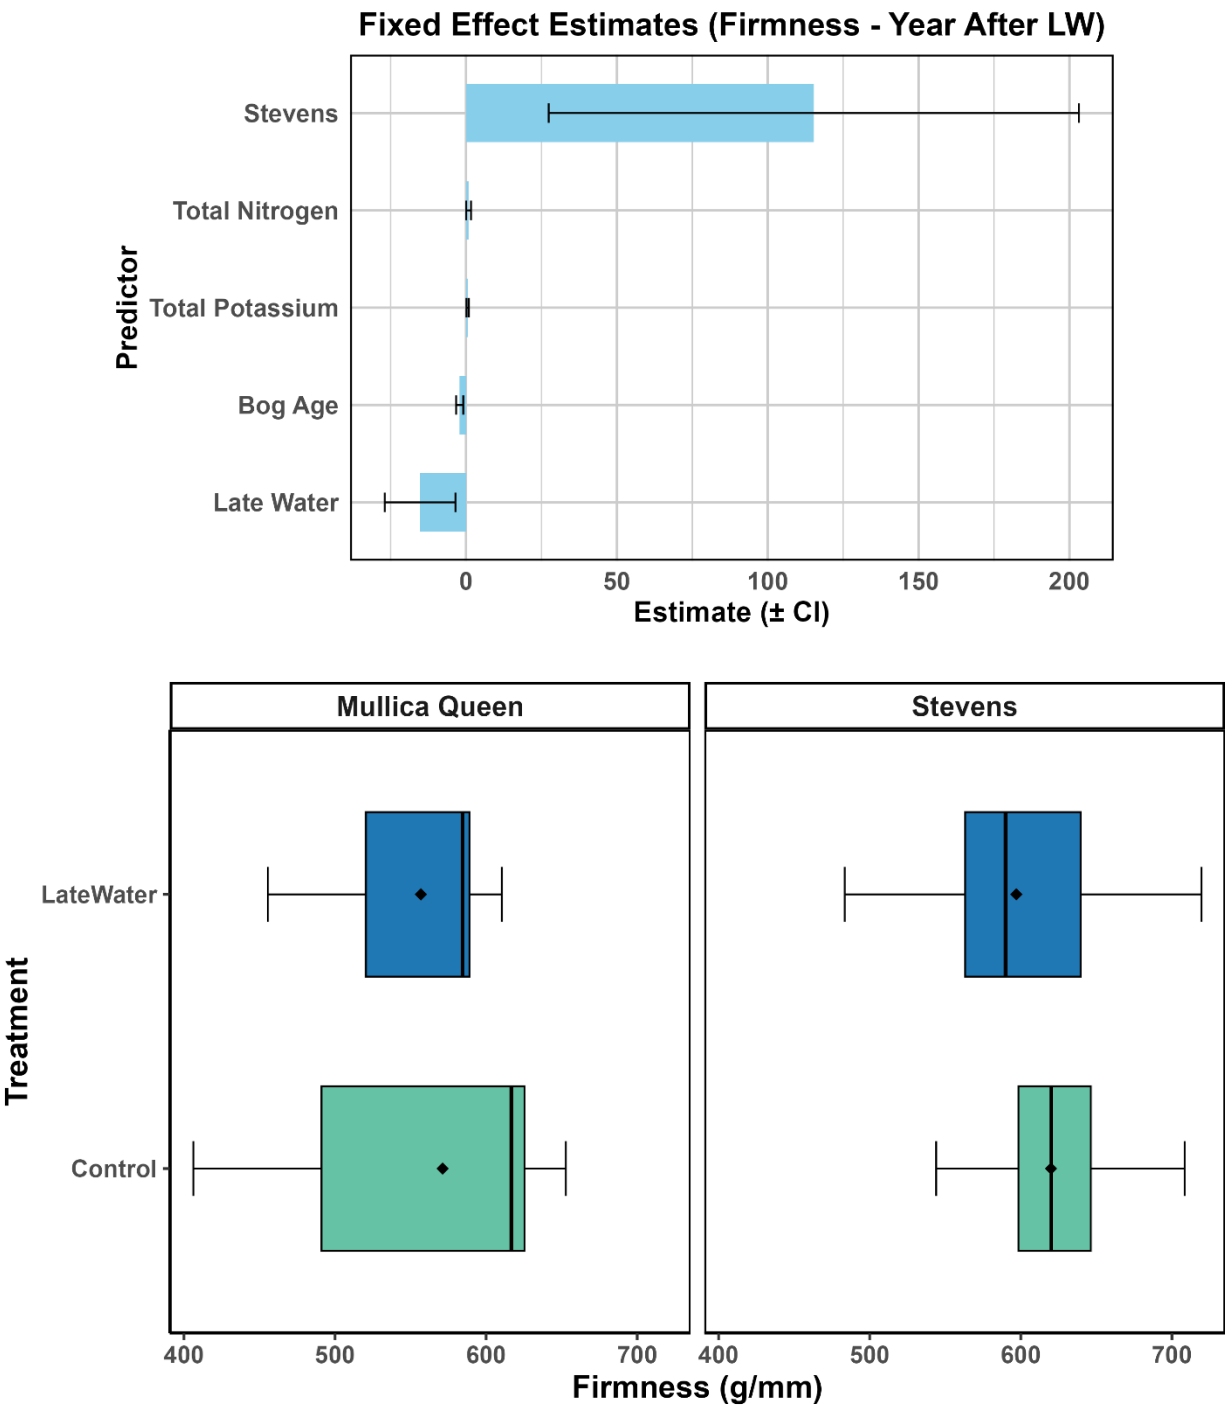 Fixed Effect Estimates (Firmness - Year After LW)
Predictor
Stevens
Total Nitrogen
Total Potassium
Bog Age
Late Water
0 50 100 150 200
Estimate (± CI)
Mullica Queen Stevens
Treatment
LateWater
Control
400 500 600 700 400 500 600 700
Firmness (g/mm)